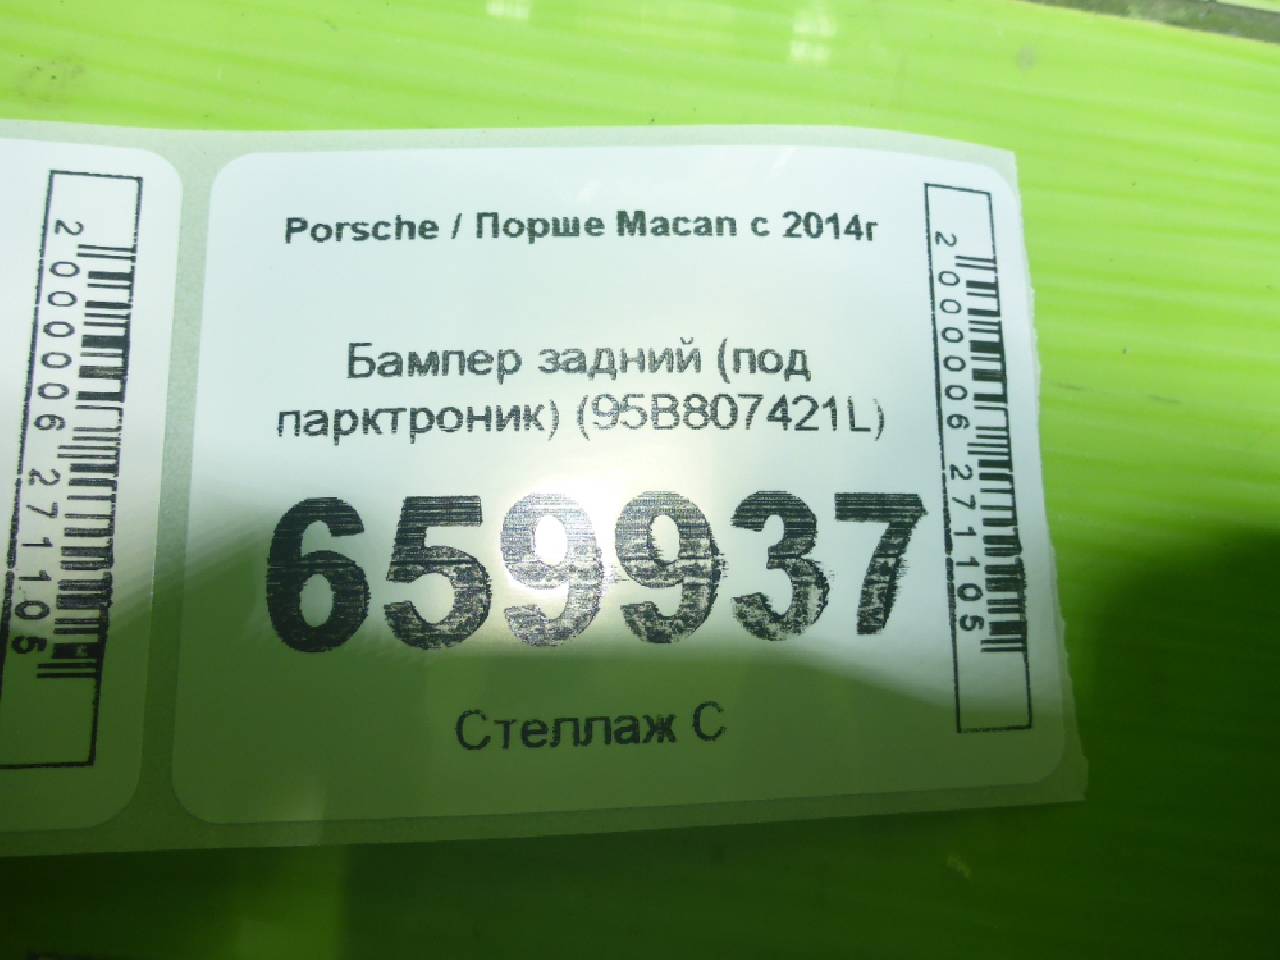 2000006271105
Porsche / Порше Macan с 2014г
Бампер задний (под
парктроник) (95B807421L)
659937
Стеллаж С
2000006271105